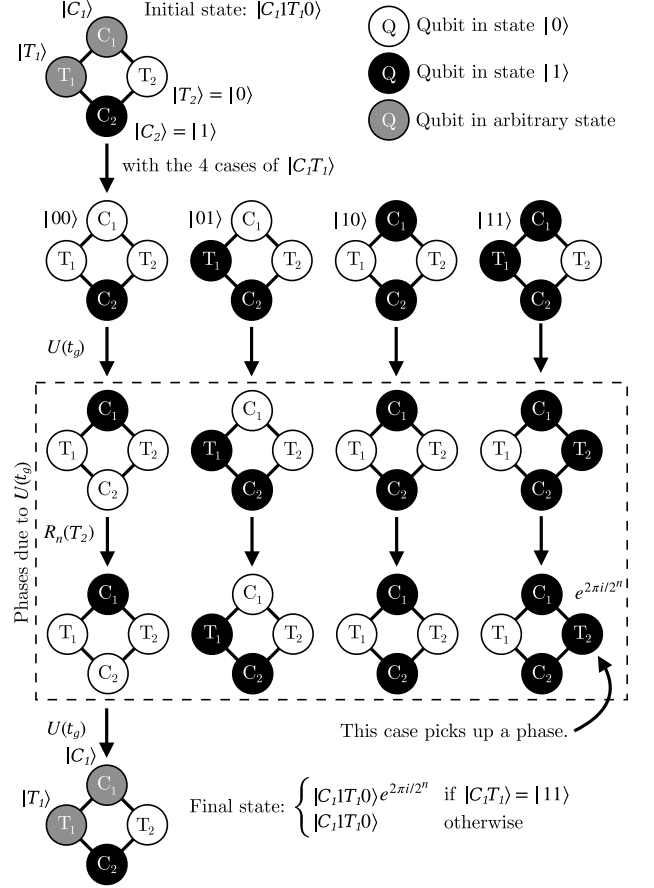 |C₁⟩ Initial state: |C₁1T₁0⟩
C₁
|T₁⟩
T₁ T₂
|T₂⟩ = |0⟩
C₂
|C₂⟩ = |1⟩
Q Qubit in state |0⟩
Q Qubit in state |1⟩
Q Qubit in arbitrary state
with the 4 cases of |C₁T₁⟩
|00⟩ |01⟩ |10⟩ |11⟩
C₁ C₁ C₁ C₁
T₁ T₂ T₁ T₂ T₁ T₂ T₁ T₂
C₂ C₂ C₂ C₂
U(t_g)
Phases due to U(t_g)
C₁ C₁ C₁ C₁
T₁ T₂ T₁ T₂ T₁ T₂ T₁ T₂
C₂ C₂ C₂ C₂
Rₙ(T₂)
C₁ C₁ C₁ C₁
e^{2πi/2^n}
T₁ T₂ T₁ T₂ T₁ T₂ T₁ T₂
C₂ C₂ C₂ C₂
U(t_g)
This case picks up a phase.
|C₁⟩
C₁
|T₁⟩
T₁ T₂
C₂
Final state: { |C₁1T₁0⟩e^{2πi/2^n} if |C₁T₁⟩ = |11⟩
|C₁1T₁0⟩ otherwise